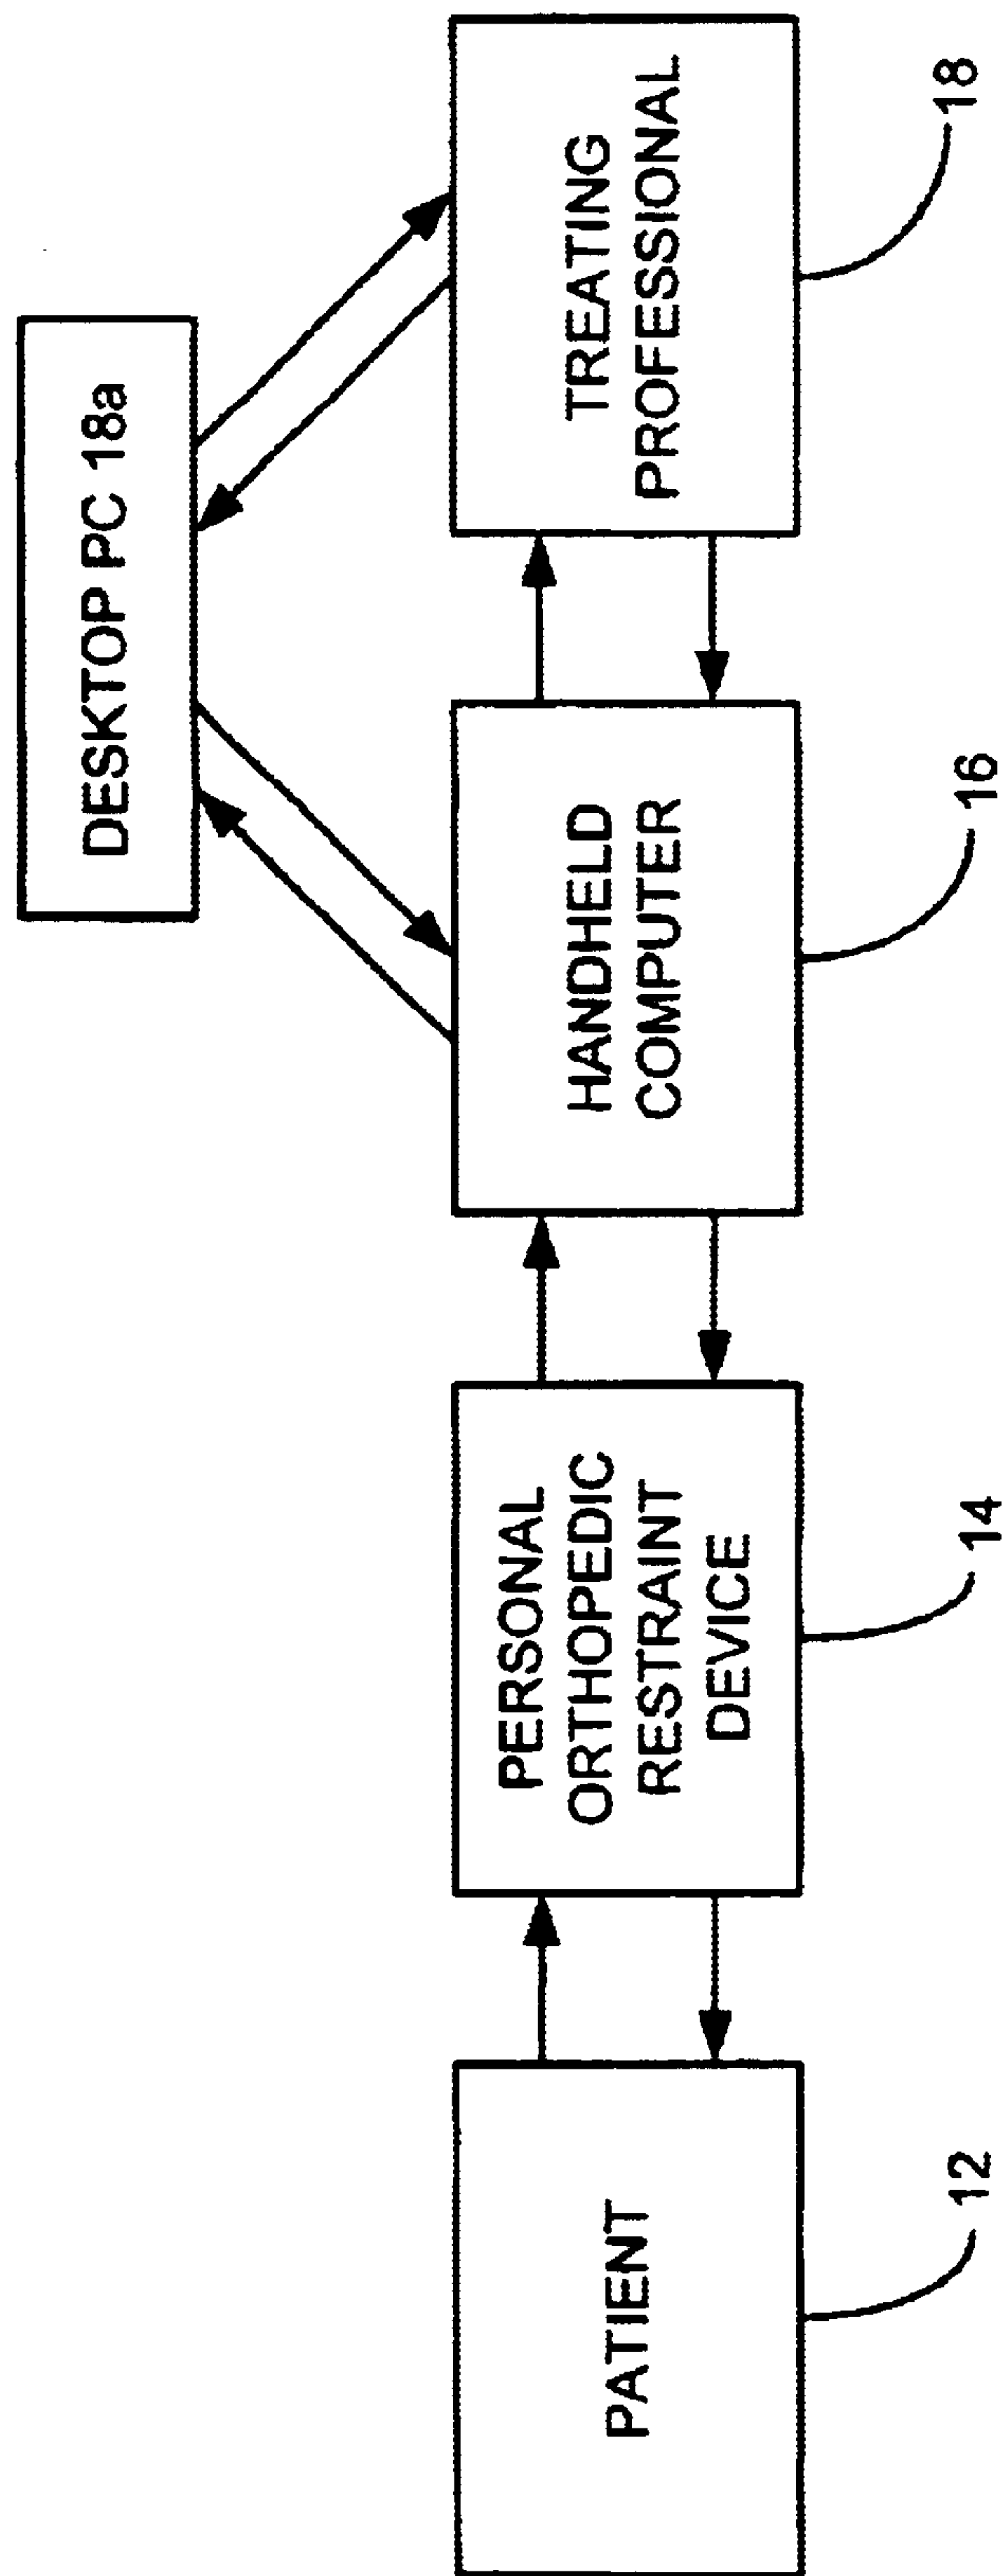 DESKTOP PC 18a
PATIENT
PERSONAL
ORTHOPEDIC
RESTRAINT
DEVICE
HANDHELD
COMPUTER
TREATING
PROFESSIONAL
12
14
16
18